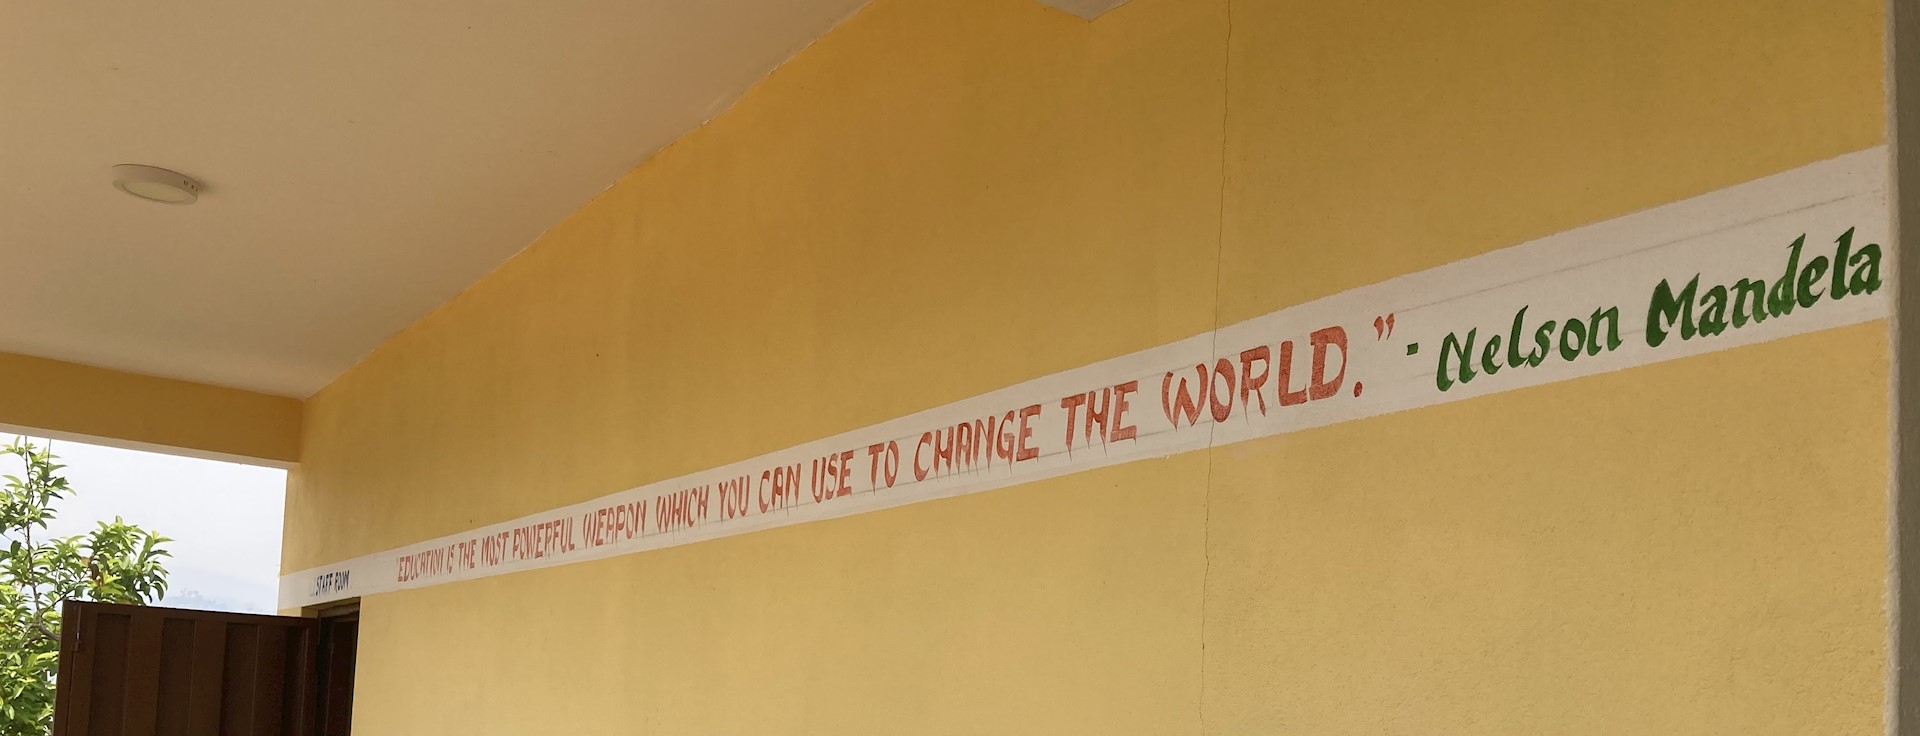 STAFF ROOM
"EDUCATION IS THE MOST POWERFUL WEAPON WHICH YOU CAN USE TO CHANGE THE WORLD." - Nelson Mandela